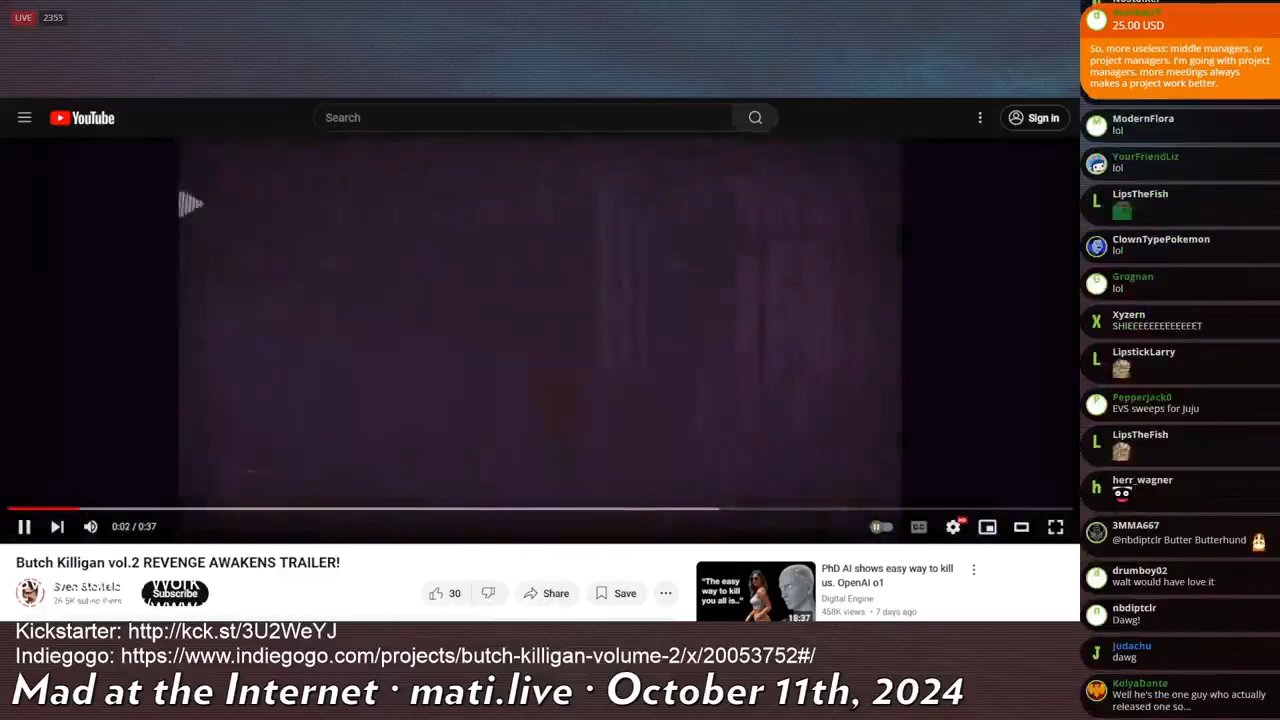 LIVE 2353
YouTube
Search
Sign in
0:02 / 0:37
Butch Killigan vol.2 REVENGE AWAKENS TRAILER!
Sven
Subscribe
30
Share
Save
"The easy
way to kill
you all is.."
18:37
PhD AI shows easy way to kill
us. OpenAI o1
Digital Engine
458K views • 7 days ago
Kickstarter: http://kck.st/3U2WeYJ
Indiegogo: https://www.indiegogo.com/projects/butch-killigan-volume-2/x/20053752#/
Mad at the Internet · mati.live · October 11th, 2024
25.00 USD
So, more useless: middle managers, or
project managers. I'm going with project
managers, more meetings always
makes a project work better.
ModernFlora
lol
YourFriendLiz
lol
LipsTheFish
ClownTypePokemon
lol
Grognan
lol
Xyzern
SHIEEEEEEEEEEEET
LipstickLarry
PepperJack0
EVS sweeps for Juju
LipsTheFish
herr_wagner
3MMA667
@nbdiptclr Butter Butterhund
drumboy02
walt would have love it
nbdiptclr
Dawg!
Judachu
dawg
KolyaDante
Well he's the one guy who actually
released one so...